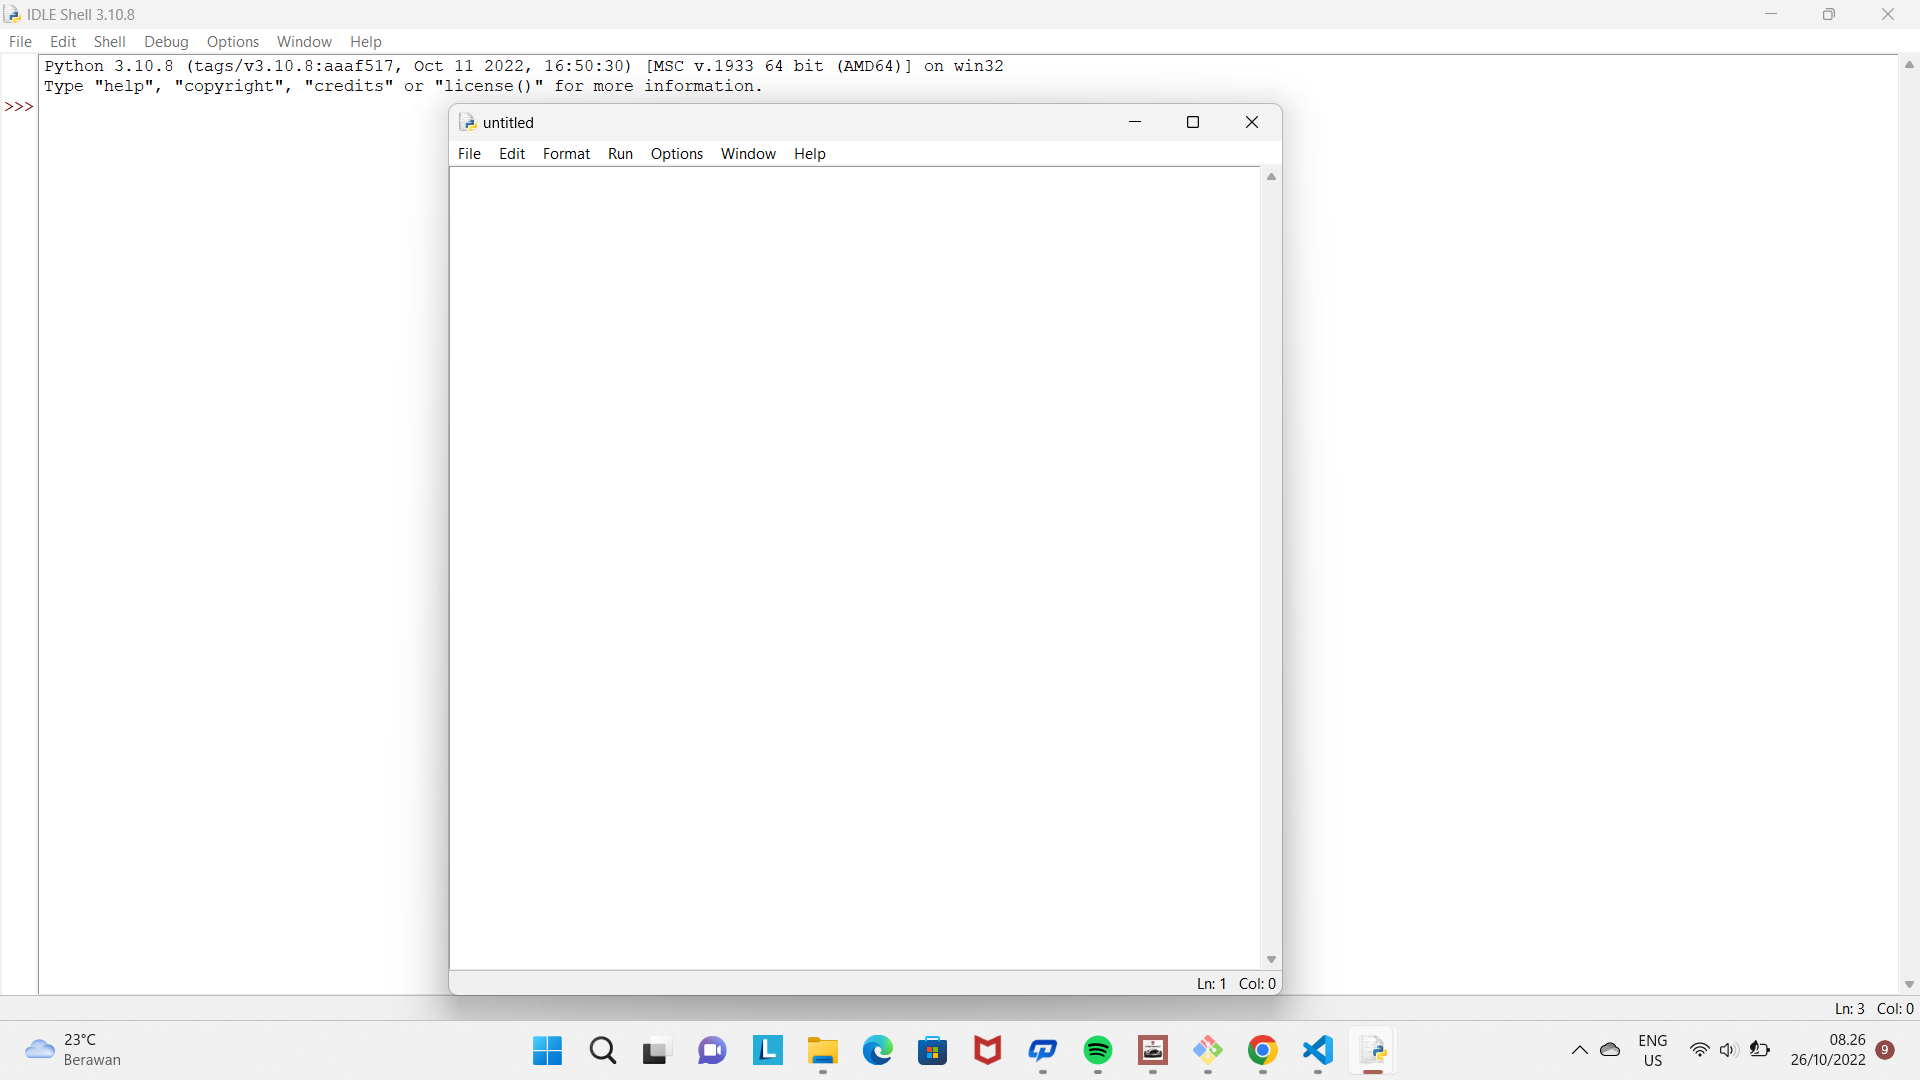 IDLE Shell 3.10.8
File Edit Shell Debug Options Window Help
Python 3.10.8 (tags/v3.10.8:aaaf517, Oct 11 2022, 16:50:30) [MSC v.1933 64 bit (AMD64)] on win32
Type "help", "copyright", "credits" or "license()" for more information.
>>>
untitled
File Edit Format Run Options Window Help
Ln: 1 Col: 0
Ln: 3 Col: 0
23°C
Berawan
L
ENG
US
08.26
26/10/2022
9